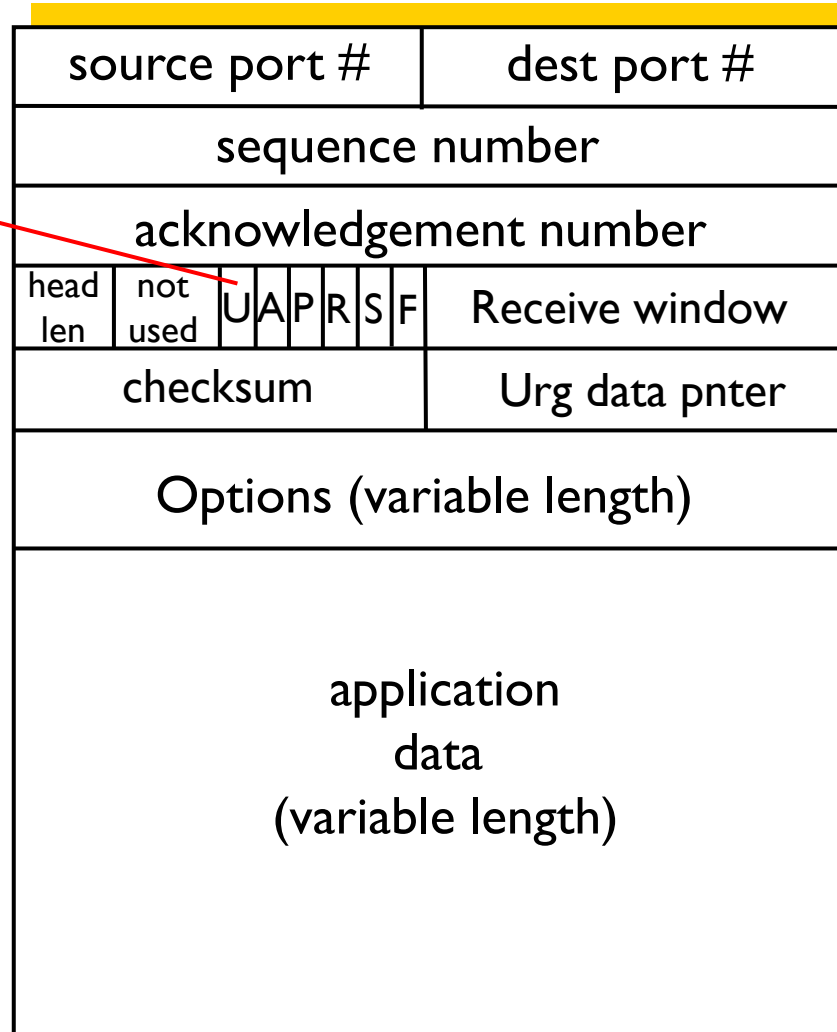 source port # dest port #
sequence number
acknowledgement number
head len not used U A P R S F Receive window
checksum Urg data pnter
Options (variable length)
application
data
(variable length)